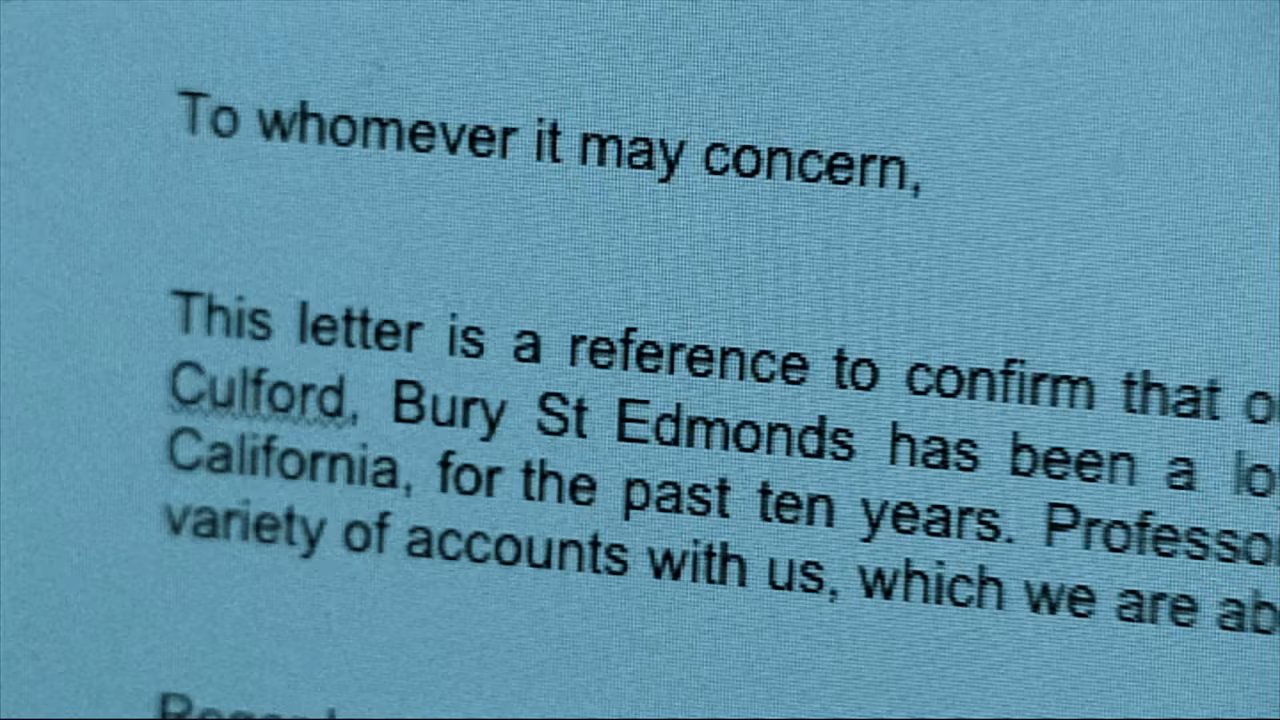 To whomever it may concern,
This letter is a reference to confirm that
Culford, Bury St Edmonds has been a
California, for the past ten years.
variety of accounts with us, which we are